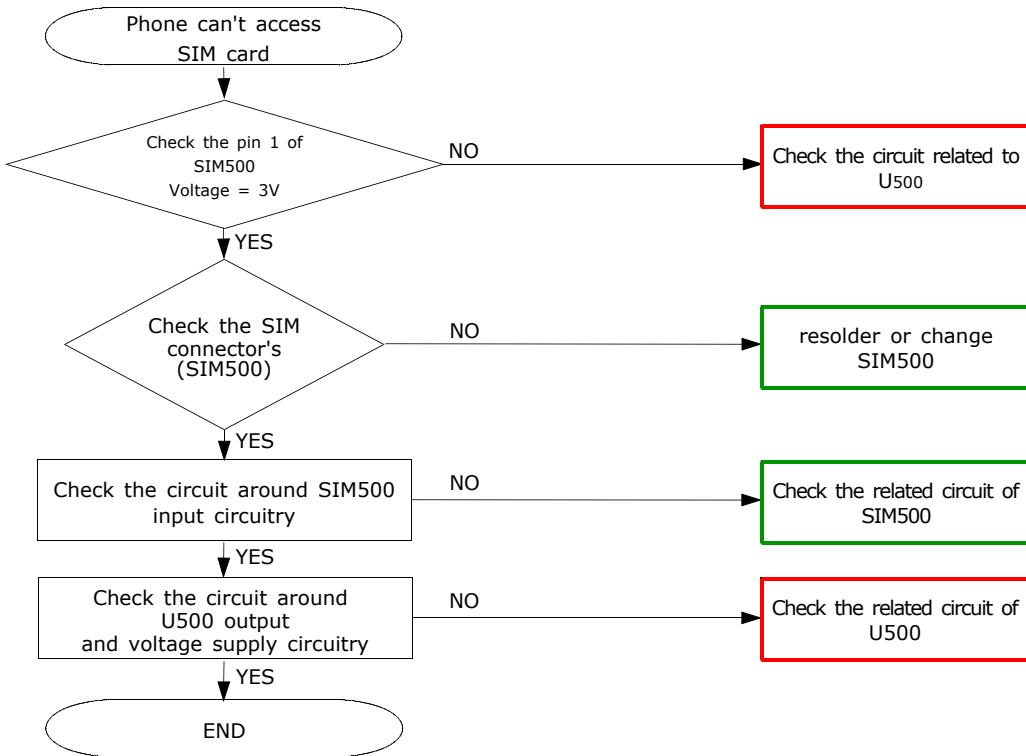 Phone can't access
SIM card
Check the pin 1 of
SIM500
Voltage = 3V
NO
Check the circuit related to
U500
YES
Check the SIM
connector's
(SIM500)
NO
resolder or change
SIM500
YES
Check the circuit around SIM500
input circuitry
NO
Check the related circuit of
SIM500
YES
Check the circuit around
U500 output
and voltage supply circuitry
NO
Check the related circuit of
U500
YES
END